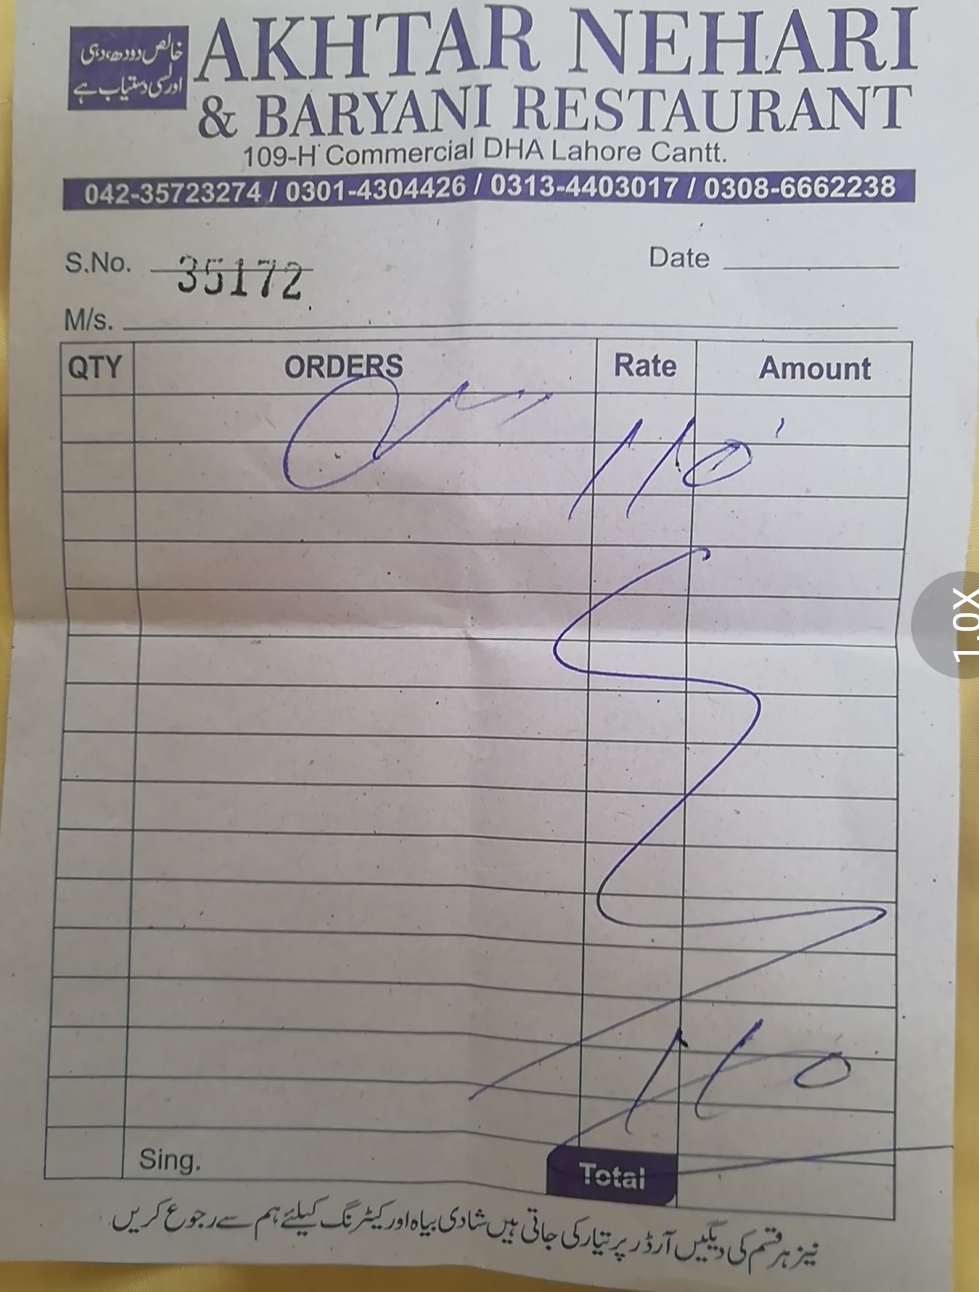 خالص دودھ، دہی
اور لسی دستیاب ہے
AKHTAR NEHARI
& BARYANI RESTAURANT
109-H Commercial DHA Lahore Cantt.
042-35723274 / 0301-4304426 / 0313-4403017 / 0308-6662238
S.No. 35172 Date
M/s.
QTY ORDERS Rate Amount
110
110
Sing. Total
نیز ہر قسم کی دیگیں آرڈر پر تیار کی جاتی ہیں شادی بیاہ اور کیٹرنگ کیلئے ہم سے رجوع کریں
1.0X